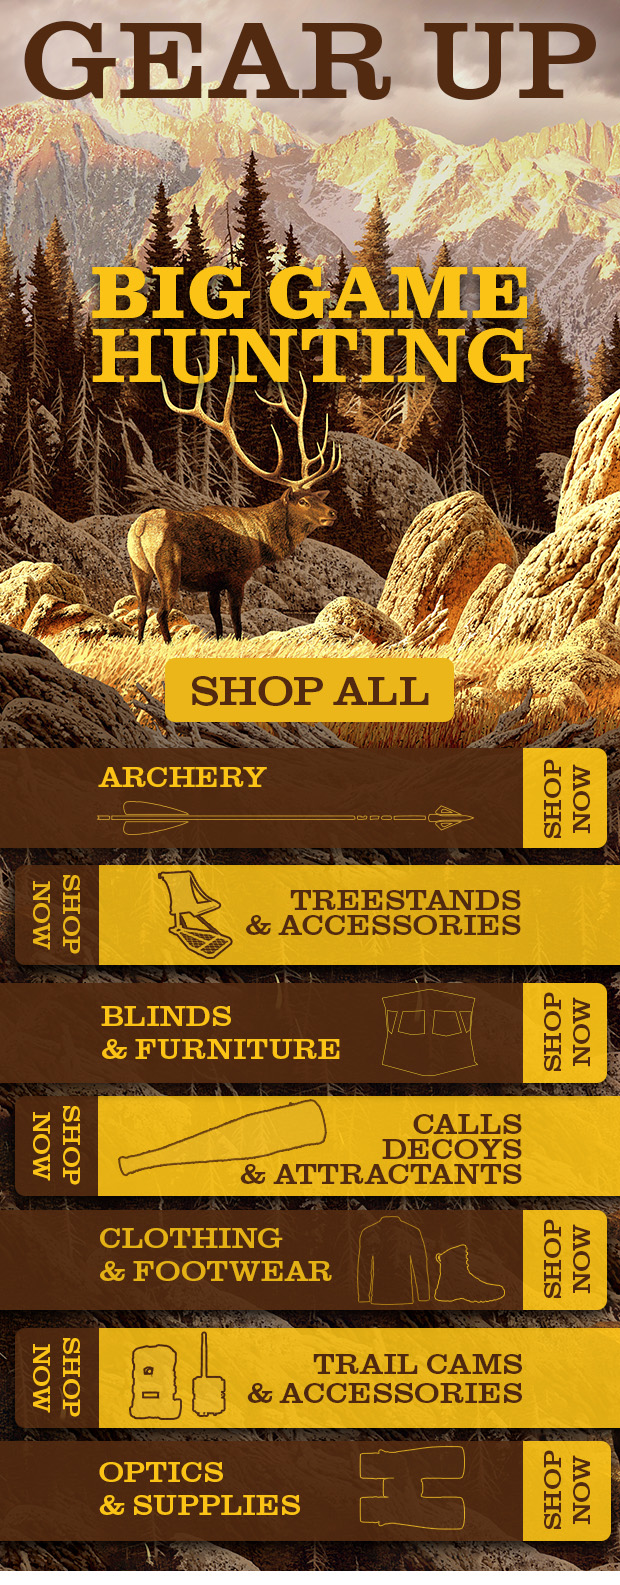 GEAR UP
BIG GAME
HUNTING
SHOP ALL
ARCHERY
SHOP
NOW
SHOP
NOW
TREESTANDS
& ACCESSORIES
BLINDS
& FURNITURE
SHOP
NOW
SHOP
NOW
CALLS
DECOYS
& ATTRACTANTS
CLOTHING
& FOOTWEAR
SHOP
NOW
SHOP
NOW
TRAIL CAMS
& ACCESSORIES
OPTICS
& SUPPLIES
SHOP
NOW